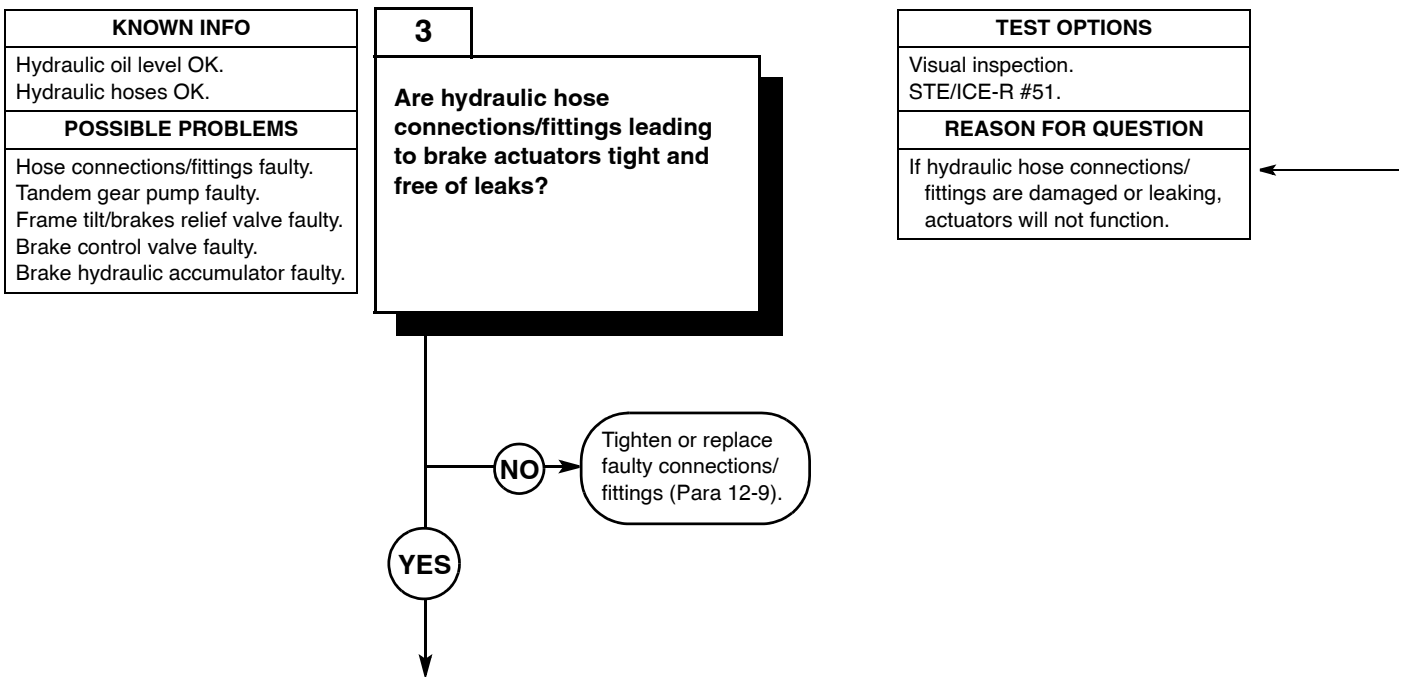 KNOWN INFO
Hydraulic oil level OK.
Hydraulic hoses OK.
POSSIBLE PROBLEMS
Hose connections/fittings faulty.
Tandem gear pump faulty.
Frame tilt/brakes relief valve faulty.
Brake control valve faulty.
Brake hydraulic accumulator faulty.
3
Are hydraulic hose
connections/fittings leading
to brake actuators tight and
free of leaks?
TEST OPTIONS
Visual inspection.
STE/ICE-R #51.
REASON FOR QUESTION
If hydraulic hose connections/
fittings are damaged or leaking,
actuators will not function.
NO
Tighten or replace
faulty connections/
fittings (Para 12-9).
YES